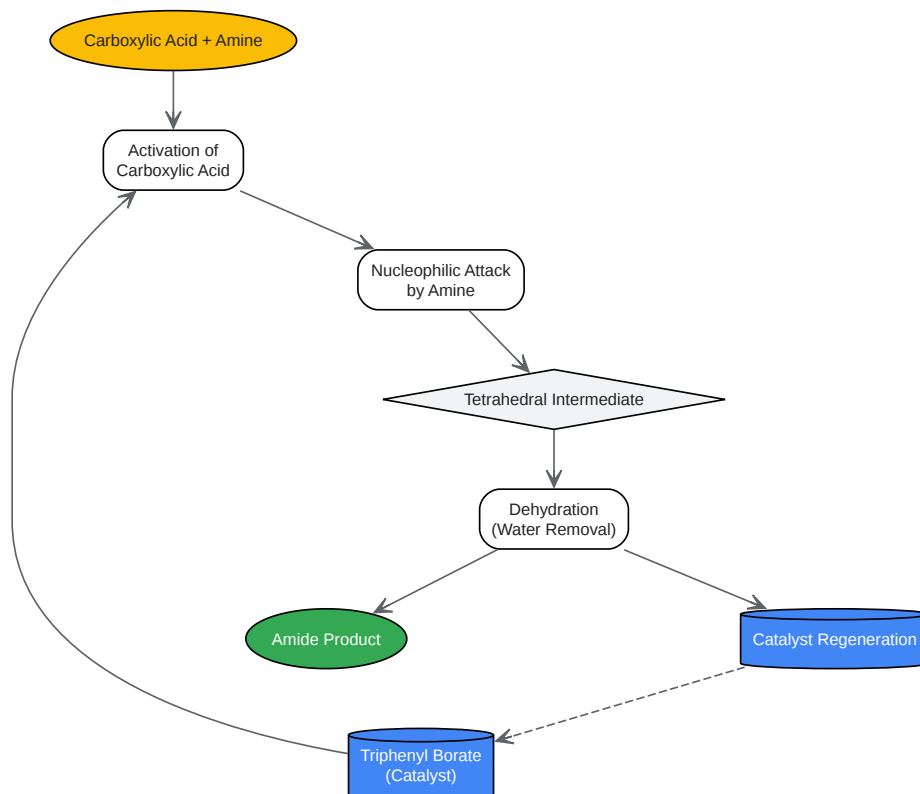 Carboxylic Acid + Amine
Activation of
Carboxylic Acid
Nucleophilic Attack
by Amine
Tetrahedral Intermediate
Dehydration
(Water Removal)
Amide Product
Catalyst Regeneration
Triphenyl Borate
(Catalyst)